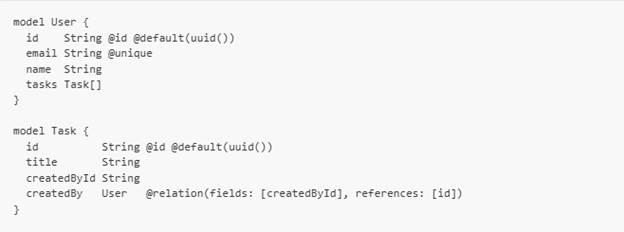 model User {
  id    String @id @default(uuid())
  email String @unique
  name  String
  tasks Task[]
}

model Task {
  id          String @id @default(uuid())
  title       String
  createdById String
  createdBy   User   @relation(fields: [createdById], references: [id])
}